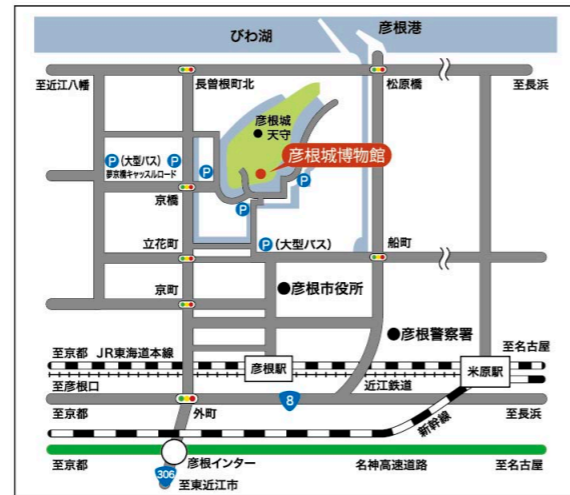 びわ湖
彦根港
至近江八幡
長曽根町北
松原橋
至長浜
彦根城
天守
彦根城博物館
P (大型バス) P
夢京橋キャッスルロード
P
P
京橋
P
立花町
P (大型バス)
船町
京町
彦根市役所
彦根警察署
至京都 JR東海道本線
至名古屋
彦根駅
米原駅
至彦根口
近江鉄道
至京都
外町
8
至長浜
新幹線
彦根インター
至京都
名神高速道路
至名古屋
306
至東近江市